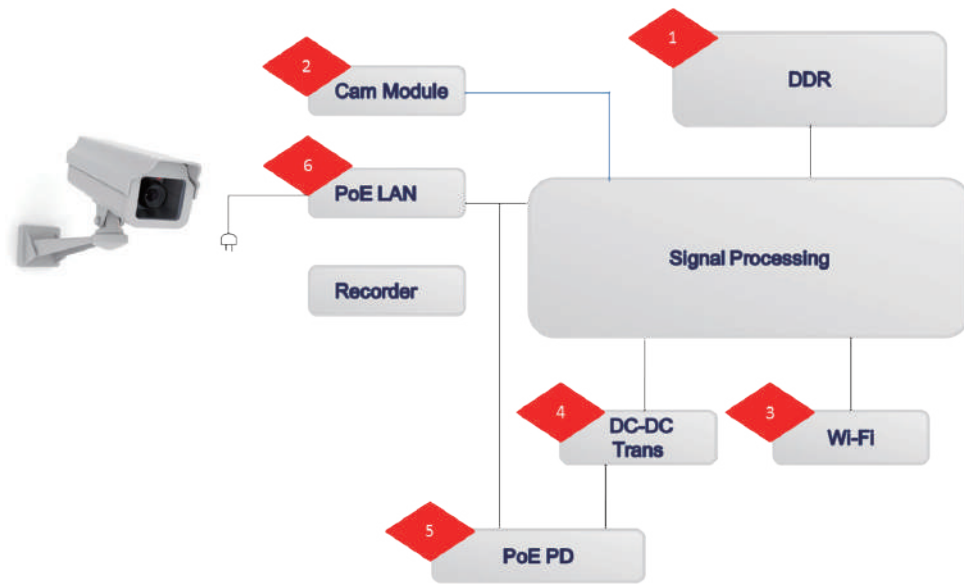 1
DDR
2
Cam Module
6
PoE LAN
Signal Processing
Recorder
4
DC-DC
Trans
3
Wi-Fi
5
PoE PD